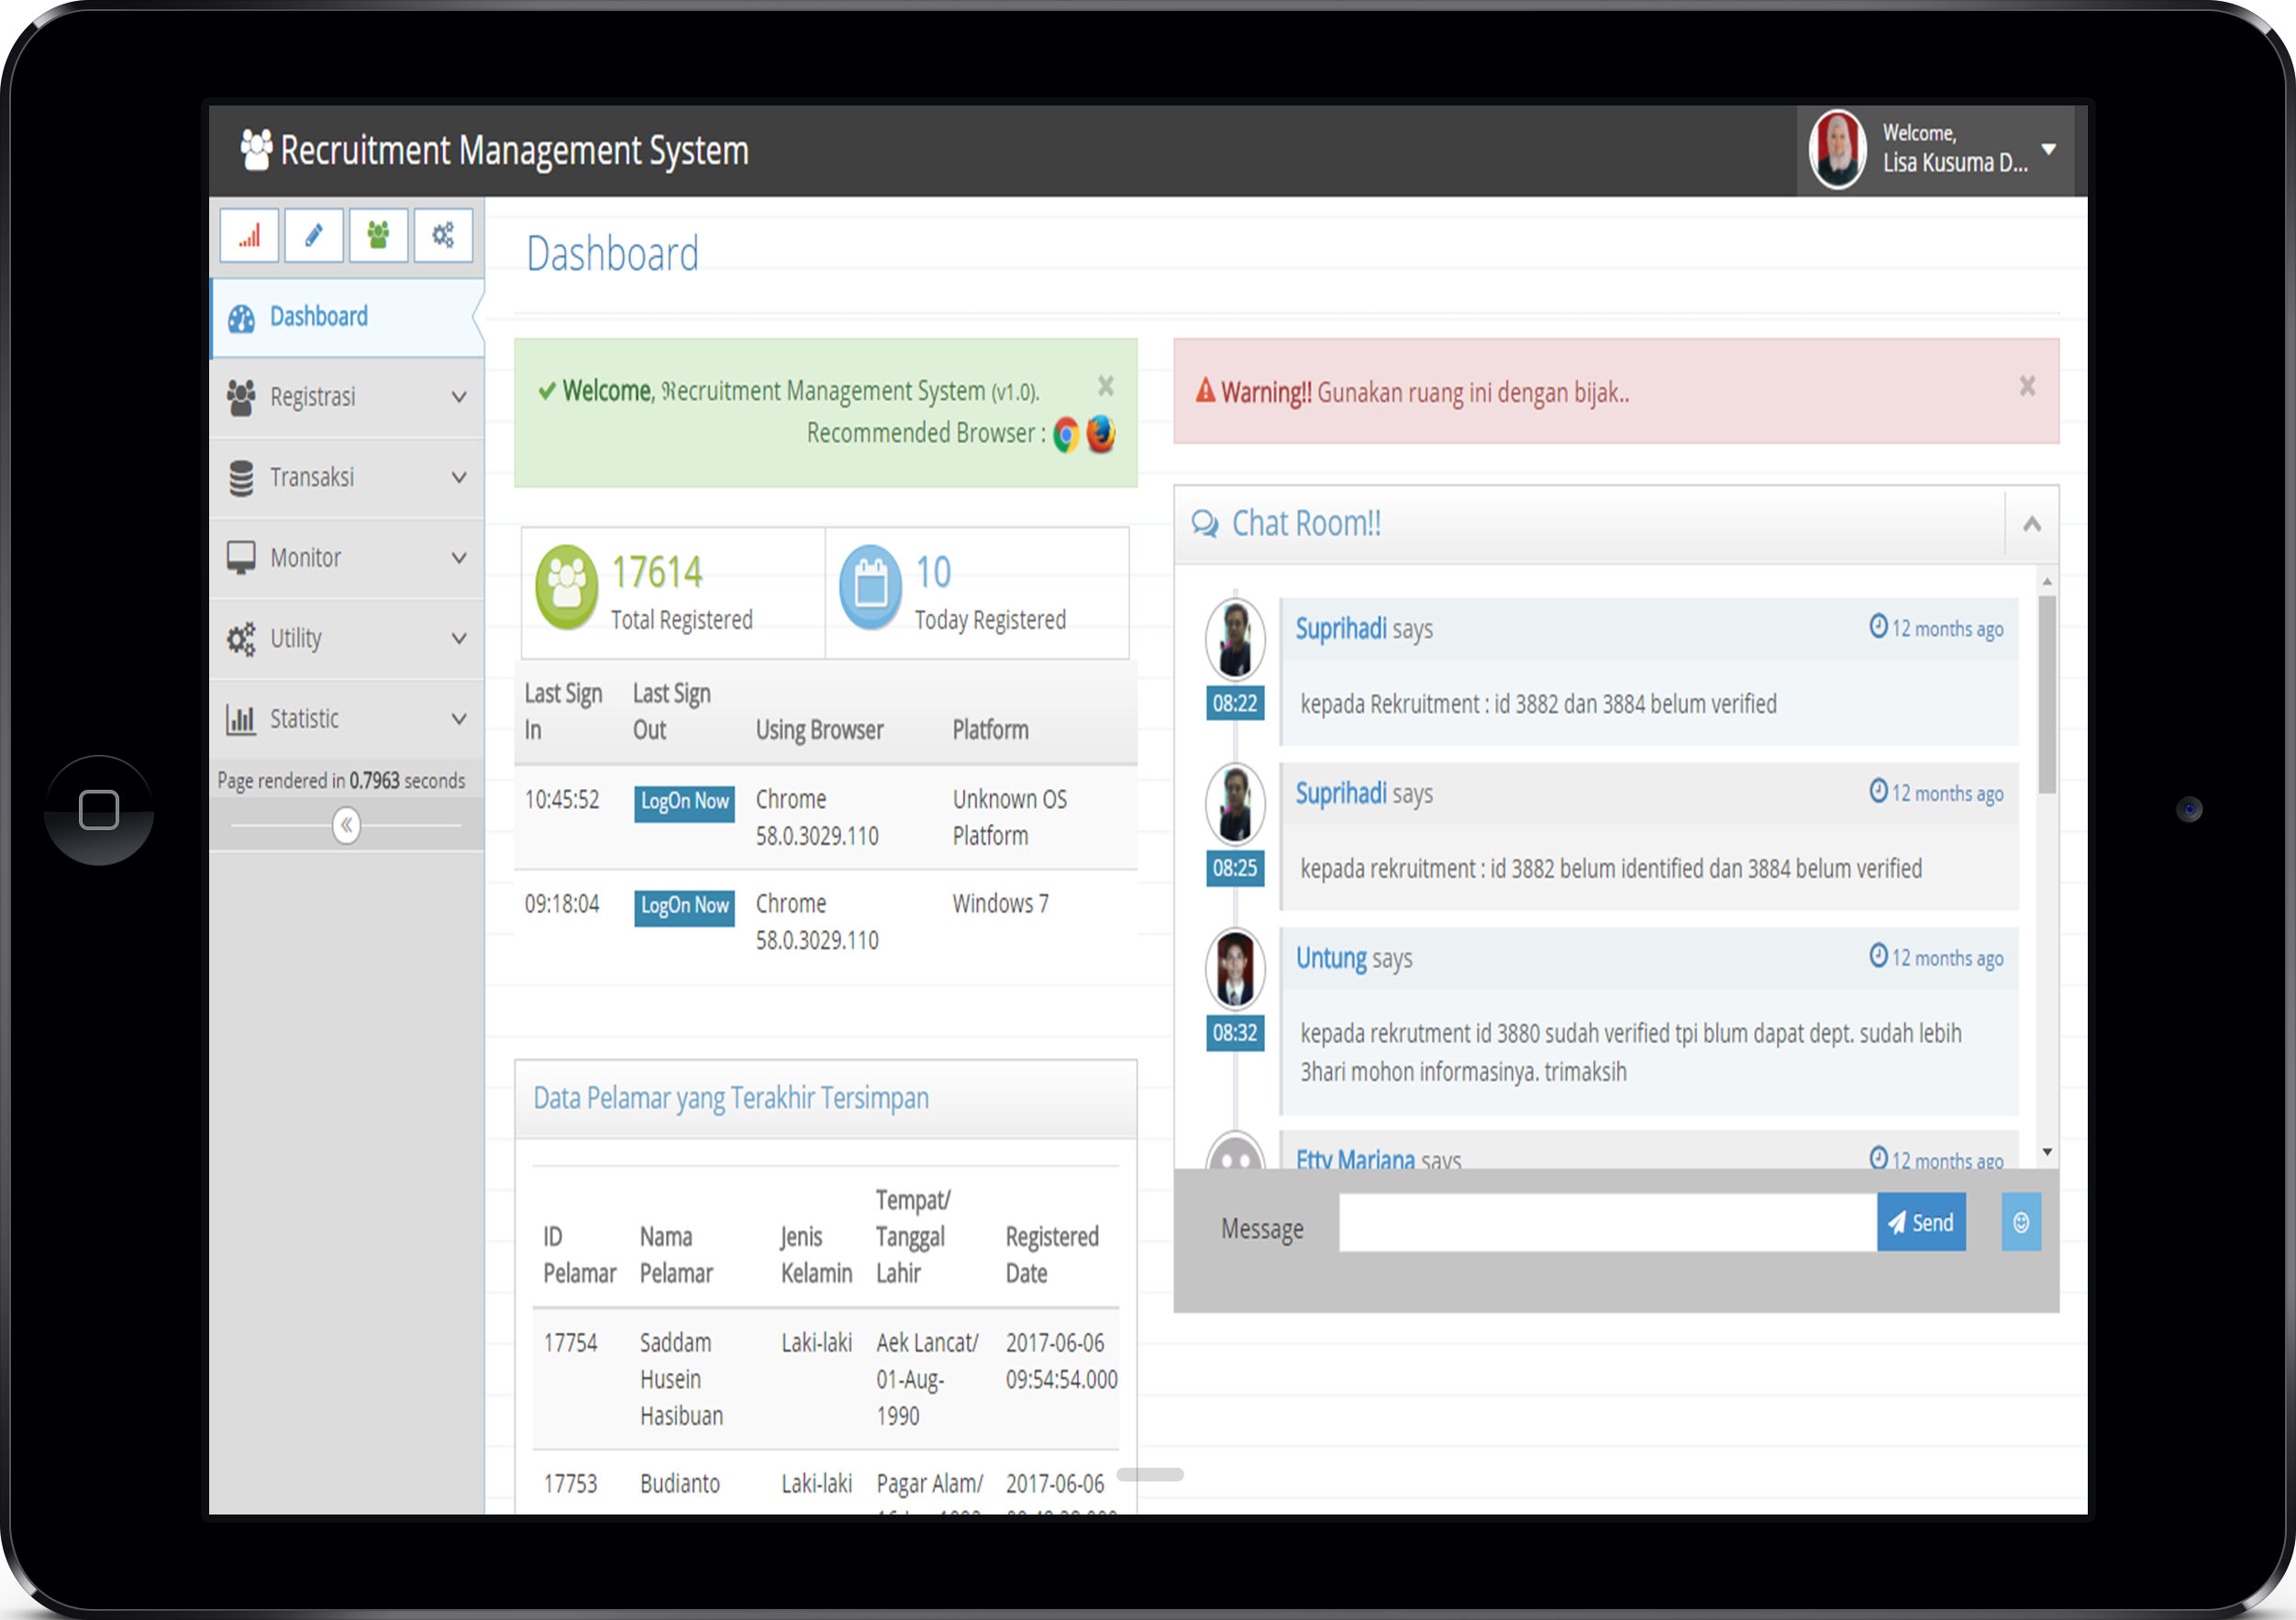 Recruitment Management System
Welcome,
Lisa Kusuma D...
Dashboard
Registrasi
Transaksi
Monitor
Utility
Statistic
Page rendered in 0.7963 seconds
Dashboard
Welcome, Recruitment Management System (v1.0).
Recommended Browser :
17614
Total Registered
10
Today Registered
Last Sign In
Last Sign Out
Using Browser
Platform
10:45:52
LogOn Now
Chrome 58.0.3029.110
Unknown OS Platform
09:18:04
LogOn Now
Chrome 58.0.3029.110
Windows 7
Data Pelamar yang Terakhir Tersimpan
ID Pelamar
Nama Pelamar
Jenis Kelamin
Tempat/ Tanggal Lahir
Registered Date
17754
Saddam Husein Hasibuan
Laki-laki
Aek Lancat/ 01-Aug-1990
2017-06-06 09:54:54.000
17753
Budianto
Laki-laki
Pagar Alam/
2017-06-06
Warning!! Gunakan ruang ini dengan bijak..
Chat Room!!
Suprihadi says
12 months ago
08:22
kepada Rekruitment : id 3882 dan 3884 belum verified
Suprihadi says
12 months ago
08:25
kepada rekruitment : id 3882 belum identified dan 3884 belum verified
Untung says
12 months ago
08:32
kepada rekrutment id 3880 sudah verified tpi blum dapat dept. sudah lebih
3hari mohon informasinya. trimaksih
Etty Mariana says
12 months ago
Message
Send